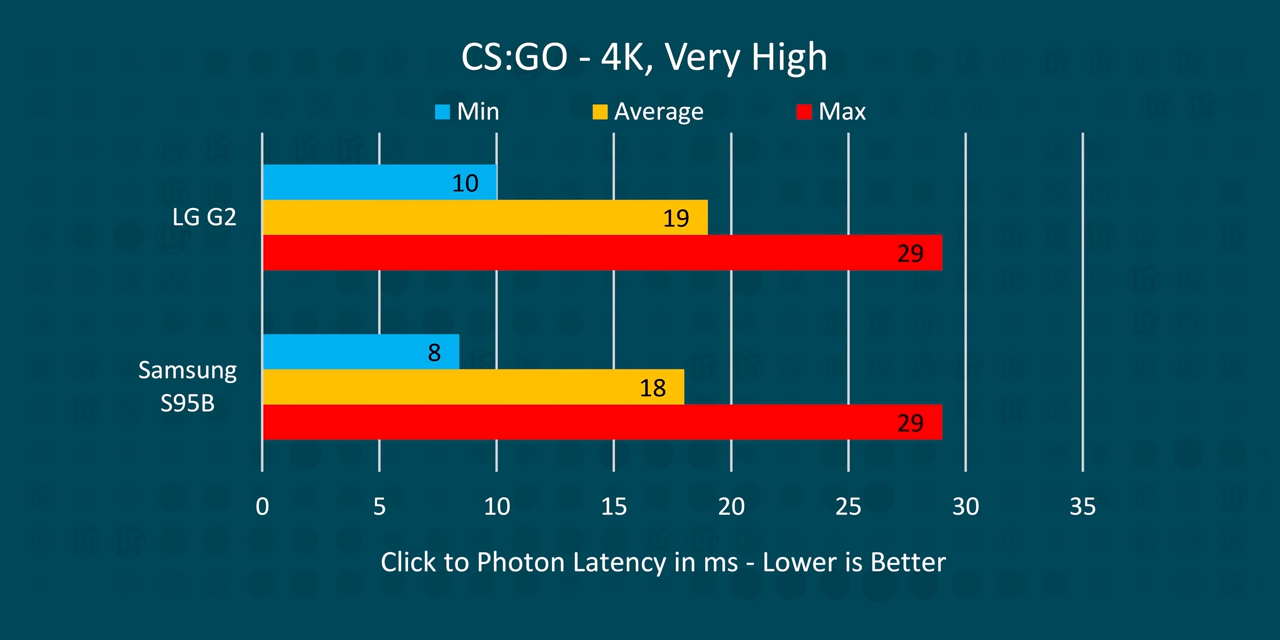 CS:GO - 4K, Very High
Min Average Max
10
LG G2
19
29
8
Samsung
S95B
18
29
0 5 10 15 20 25 30 35
Click to Photon Latency in ms - Lower is Better